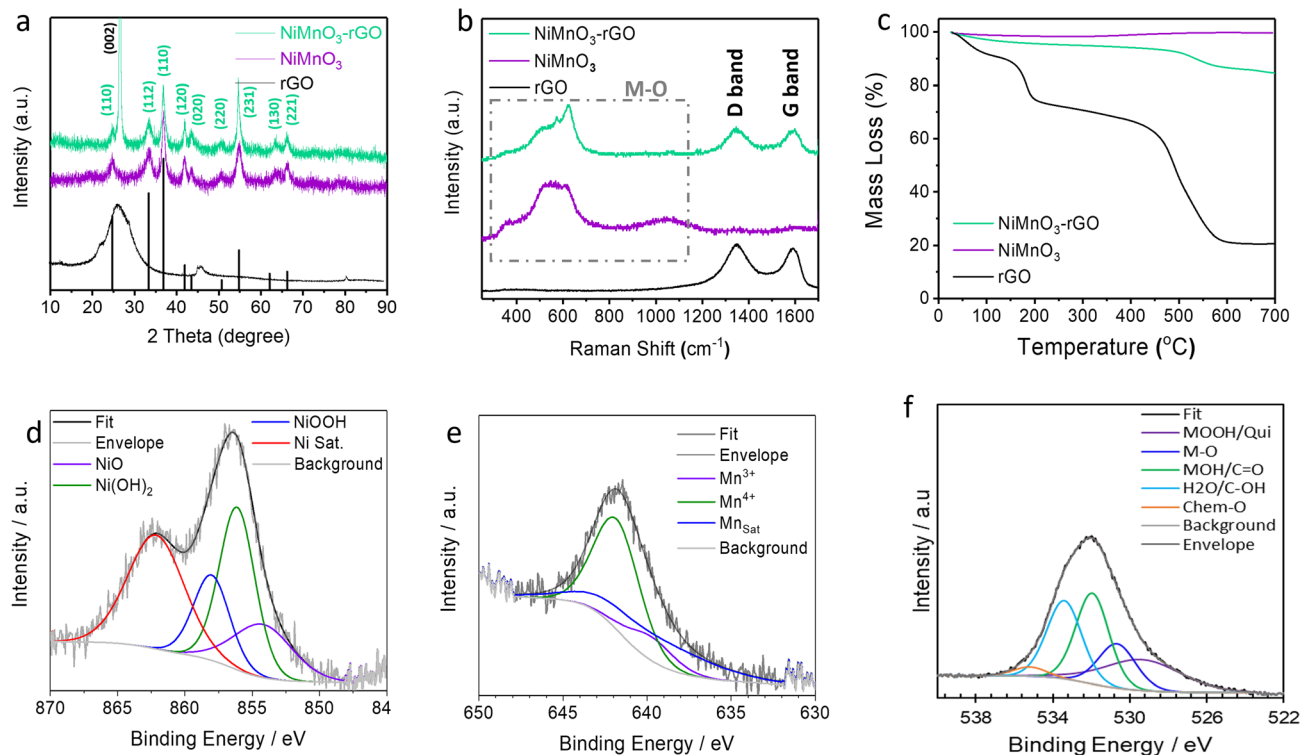 a
NiMnO₃-rGO
NiMnO₃
rGO
(002)
(110)
(112)
(110)
(120)
(020)
(220)
(231)
(130)
(221)
Intensity (a.u.)
10 20 30 40 50 60 70 80 90
2 Theta (degree)
b
NiMnO₃-rGO
NiMnO₃
rGO
M-O
D band
G band
Intensity (a.u.)
400 600 800 1000 1200 1400 1600
Raman Shift (cm⁻¹)
c
100
80
60
40
20
0
Mass Loss (%)
NiMnO₃-rGO
NiMnO₃
rGO
0 100 200 300 400 500 600 700
Temperature (°C)
d
Fit
Envelope
NiO
Ni(OH)₂
NiOOH
Ni Sat.
Background
Intensity / a.u.
870 865 860 855 850 84
Binding Energy / eV
e
Fit
Envelope
Mn³⁺
Mn⁴⁺
Mn_Sat
Background
Intensity / a.u.
650 645 640 635 630
Binding Energy / eV
f
Fit
MOOH/Qui
M-O
MOH/C=O
H2O/C-OH
Chem-O
Background
Envelope
Intensity / a.u
538 534 530 526 522
Binding Energy / eV